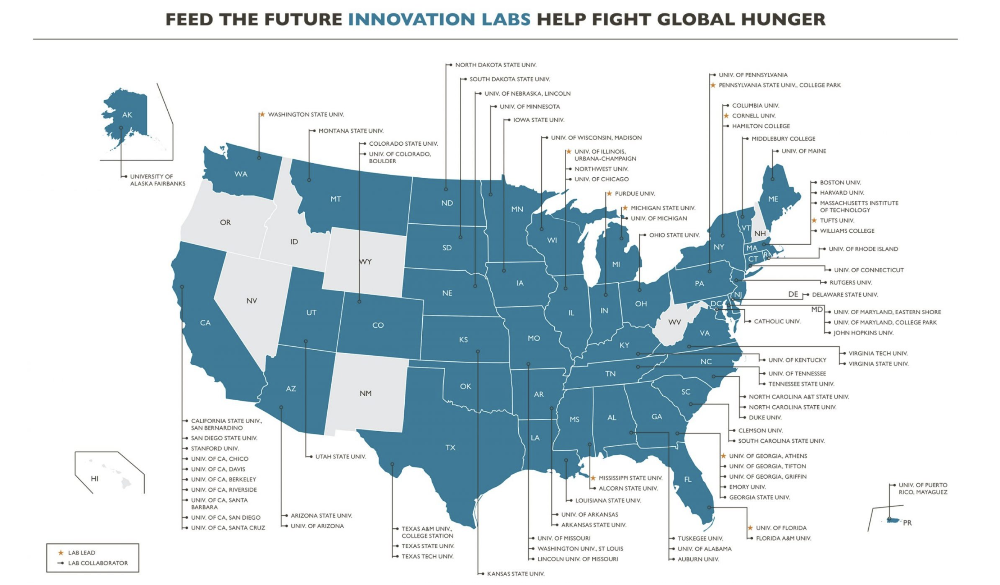 FEED THE FUTURE INNOVATION LABS HELP FIGHT GLOBAL HUNGER
NORTH DAKOTA STATE UNIV.
SOUTH DAKOTA STATE UNIV.
UNIV. OF NEBRASKA, LINCOLN
UNIV. OF MINNESOTA
IOWA STATE UNIV.
UNIV. OF PENNSYLVANIA
PENNSYLVANIA STATE UNIV., COLLEGE PARK
COLUMBIA UNIV.
CORNELL UNIV.
HAMILTON COLLEGE
MIDDLEBURY COLLEGE
UNIV. OF MAINE
AK
UNIVERSITY OF
ALASKA FAIRBANKS
WASHINGTON STATE UNIV.
MONTANA STATE UNIV.
COLORADO STATE UNIV.
UNIV. OF COLORADO,
BOULDER
UNIV. OF WISCONSIN, MADISON
UNIV. OF ILLINOIS,
URBANA-CHAMPAIGN
NORTHWEST UNIV.
UNIV. OF CHICAGO
PURDUE UNIV.
MICHIGAN STATE UNIV.
UNIV. OF MICHIGAN
OHIO STATE UNIV.
BOSTON UNIV.
HARVARD UNIV.
MASSACHUSETTS INSTITUTE
OF TECHNOLOGY
TUFTS UNIV.
WILLIAMS COLLEGE
UNIV. OF RHODE ISLAND
UNIV. OF CONNECTICUT
RUTGERS UNIV.
DE
DELAWARE STATE UNIV.
MD
UNIV. OF MARYLAND, EASTERN SHORE
UNIV. OF MARYLAND, COLLEGE PARK
JOHN HOPKINS UNIV.
CATHOLIC UNIV.
VIRGINIA TECH UNIV.
VIRGINIA STATE UNIV.
UNIV. OF KENTUCKY
UNIV. OF TENNESSEE
TENNESSEE STATE UNIV.
NORTH CAROLINA A&T STATE UNIV.
NORTH CAROLINA STATE UNIV.
DUKE UNIV.
CLEMSON UNIV.
SOUTH CAROLINA STATE UNIV.
UNIV. OF GEORGIA, ATHENS
UNIV. OF GEORGIA, TIFTON
UNIV. OF GEORGIA, GRIFFIN
EMORY UNIV.
GEORGIA STATE UNIV.
UNIV. OF FLORIDA
FLORIDA A&M UNIV.
UNIV. OF PUERTO
RICO, MAYAGUEZ
PR
WA
OR
ID
MT
WY
ND
SD
NE
MN
WI
IA
MI
NY
VT
NH
ME
MA
RI
CT
PA
NJ
DC
OH
IN
IL
WV
VA
KY
NV
UT
CO
KS
MO
CA
AZ
NM
OK
AR
TN
NC
SC
GA
AL
MS
LA
TX
FL
HI
CALIFORNIA STATE UNIV.,
SAN BERNARDINO
SAN DIEGO STATE UNIV.
STANFORD UNIV.
UNIV. OF CA, CHICO
UNIV. OF CA, DAVIS
UNIV. OF CA, BERKELEY
UNIV. OF CA, RIVERSIDE
UNIV. OF CA, SANTA
BARBARA
UNIV. OF CA, SAN DIEGO
UNIV. OF CA, SANTA CRUZ
UTAH STATE UNIV.
ARIZONA STATE UNIV.
UNIV. OF ARIZONA
TEXAS A&M UNIV.,
COLLEGE STATION
TEXAS STATE UNIV.
TEXAS TECH UNIV.
KANSAS STATE UNIV.
MISSISSIPPI STATE UNIV.
ALCORN STATE UNIV.
LOUISIANA STATE UNIV.
UNIV. OF ARKANSAS
ARKANSAS STATE UNIV.
UNIV. OF MISSOURI
WASHINGTON UNIV., ST LOUIS
LINCOLN UNIV. OF MISSOURI
TUSKEGEE UNIV.
UNIV. OF ALABAMA
AUBURN UNIV.
LAB LEAD
LAB COLLABORATOR